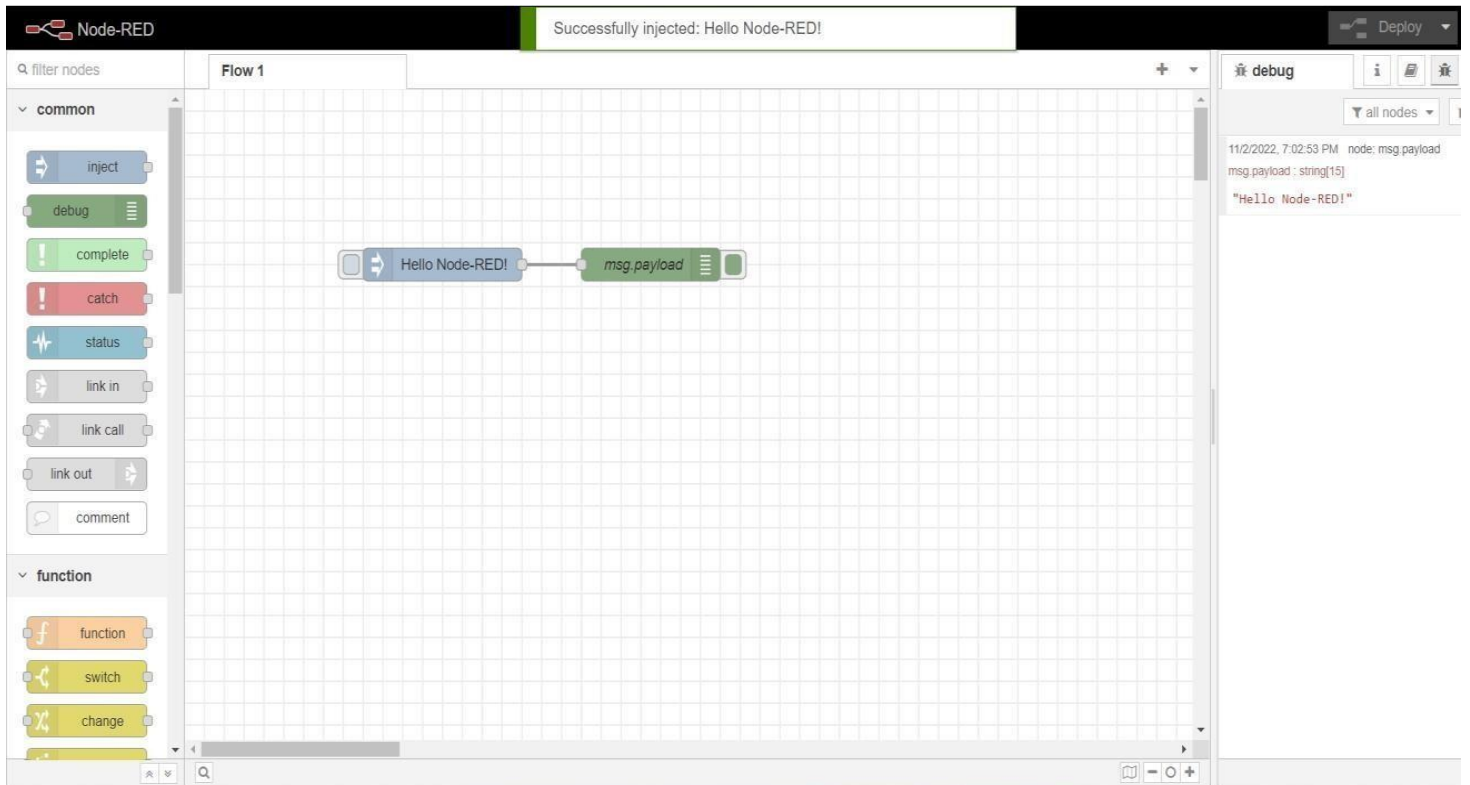 Node-RED
Successfully injected: Hello Node-RED!
Deploy
filter nodes
Flow 1
debug
i
common
all nodes
inject
debug
complete
catch
status
link in
link call
link out
comment
function
function
switch
change
Hello Node-RED!
msg.payload
11/2/2022, 7:02:53 PM node: msg.payload
msg.payload : string[15]
"Hello Node-RED!"